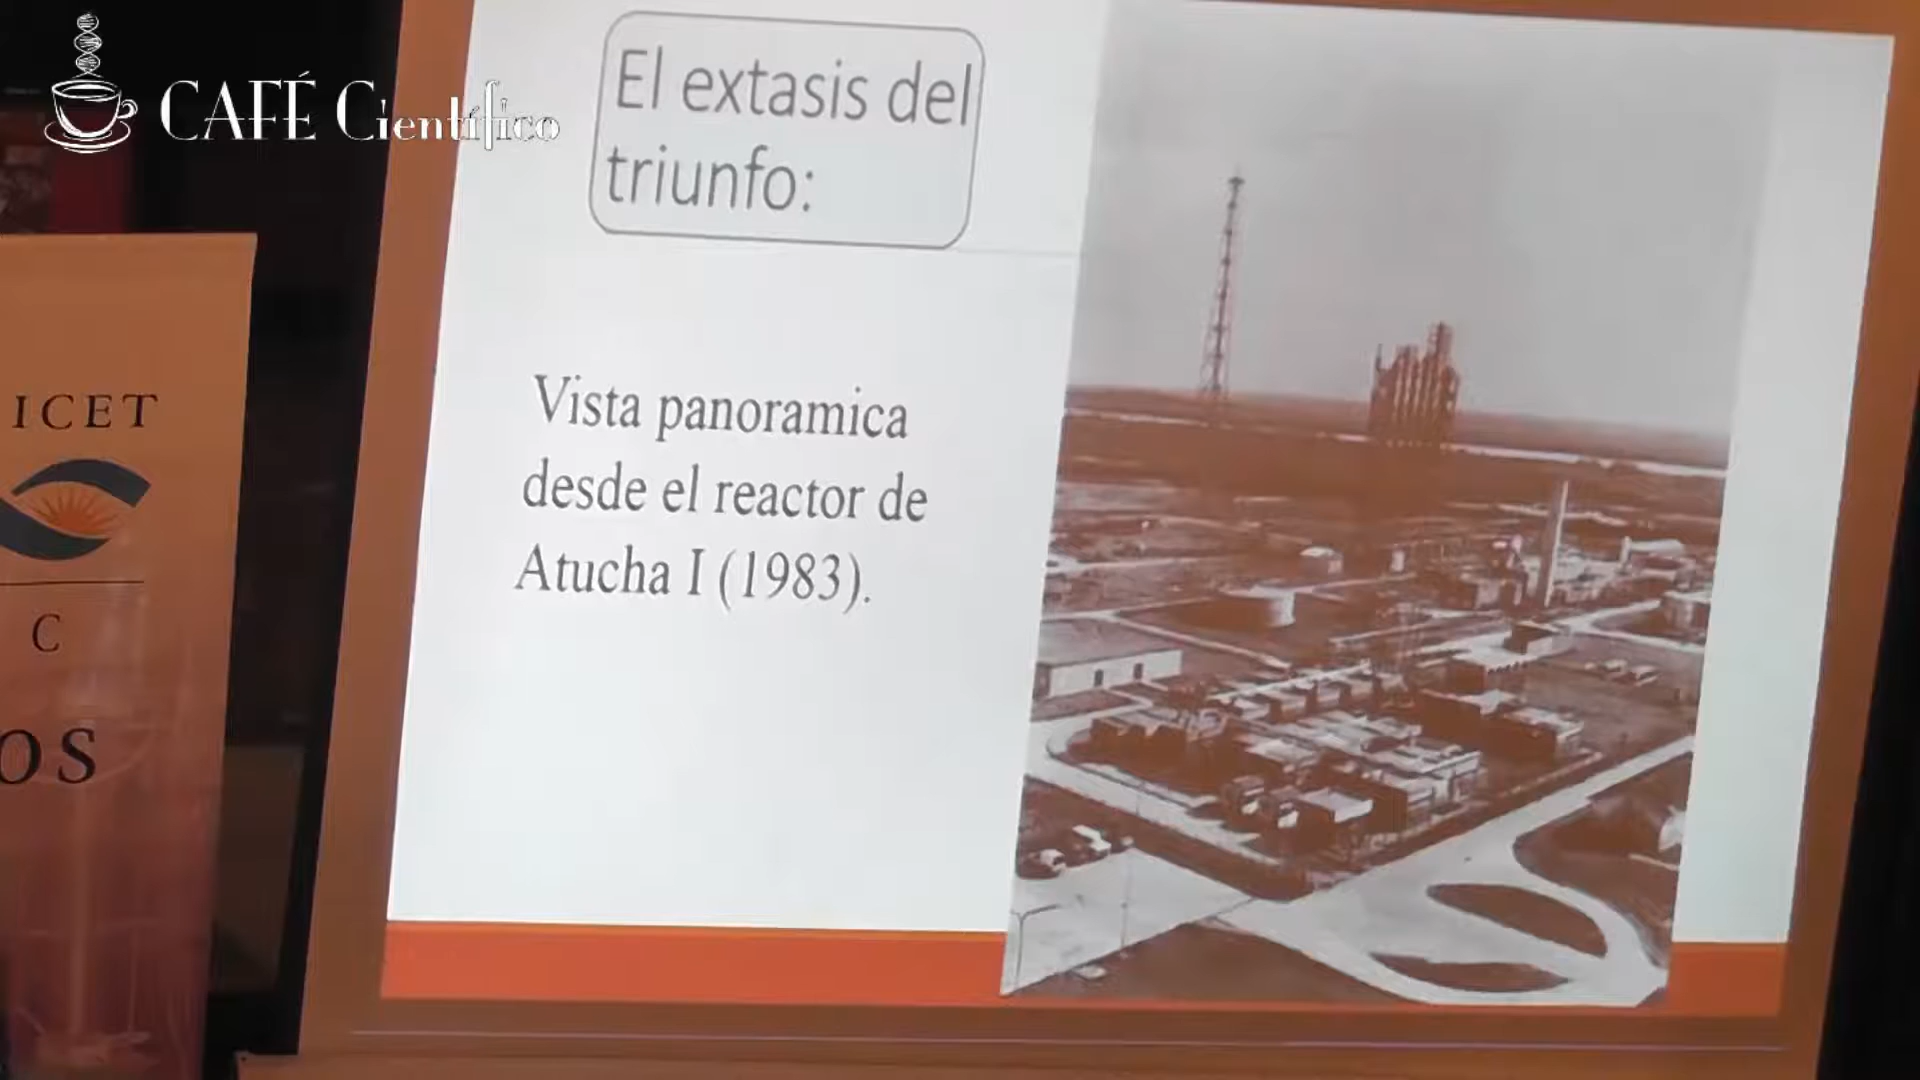 CAFÉ Científico
El extasis del
triunfo:
Vista panoramica
desde el reactor de
Atucha I (1983).
ICET
C
OS